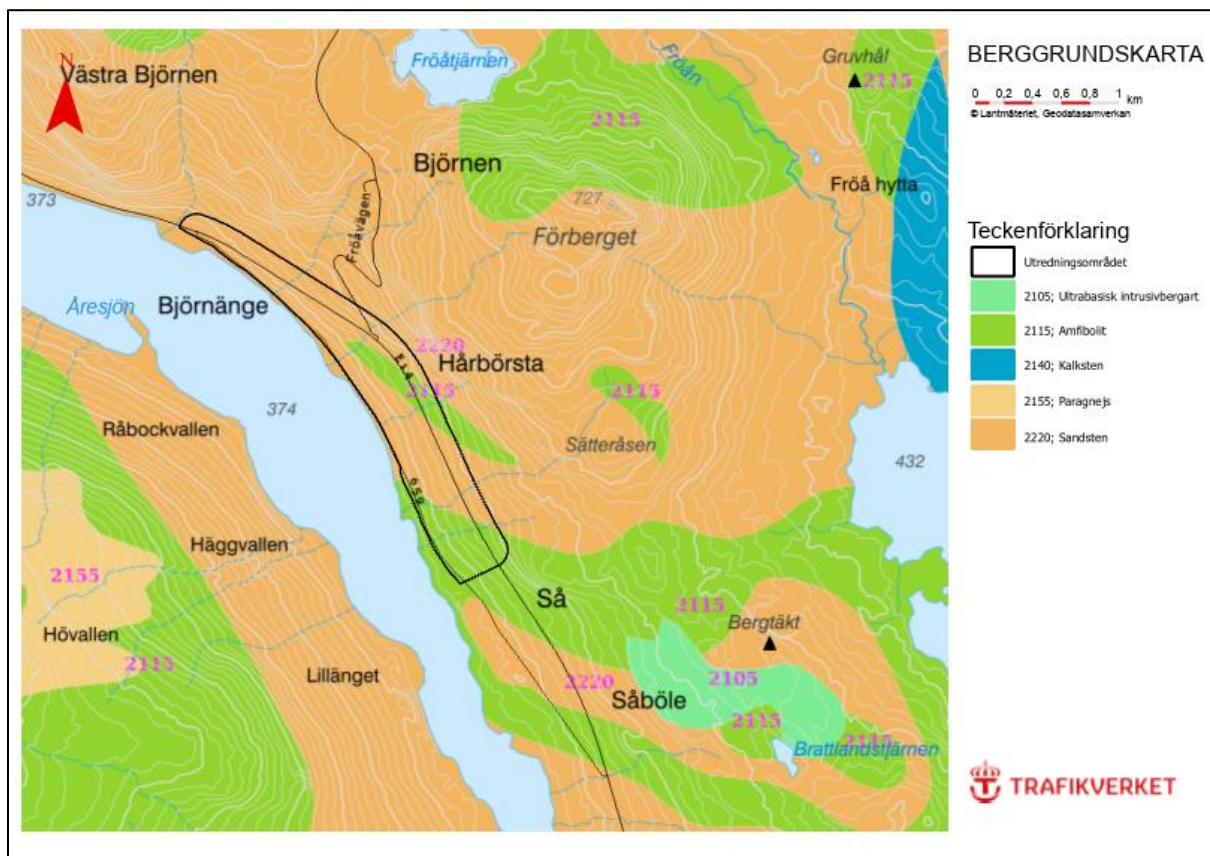 BERGGRUNDSKARTA
0 0,2 0,4 0,6 0,8 1 km
© Lantmäteriet, Geodatasamverkan
Teckenförklaring
Utredningsområdet
2105; Ultrabasisk intrusivbergart
2115; Amfibolit
2140; Kalksten
2155; Paragnejs
2220; Sandsten
TRAFIKVERKET
N
Västra Björnen
Fröåtjärnen
Fröån
Gruvhål
2115
2115
Björnen
Fröå hytta
373
727
Fröåvägen
Förberget
Björnänge
Åresjön
2220
Hårbörsta
E14
2115
2115
374
Råbockvallen
Sätteråsen
432
659
Häggvallen
2155
Så
2115
Bergtäkt
Hövallen
2115
Lillänget
2220
2105
Såböle
2115
2115
Brattlandstjärnen